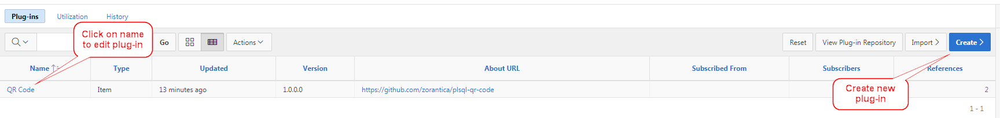 Plug-ins Utilization History
Click on name
to edit plug-in
Go Actions Reset View Plug-in Repository Import Create
Name Type Updated Version About URL Subscribed From Subscribers References
QR Code Item 13 minutes ago 1.0.0.0 https://github.com/zorantica/plsql-qr-code 2
Create new
plug-in
1 - 1